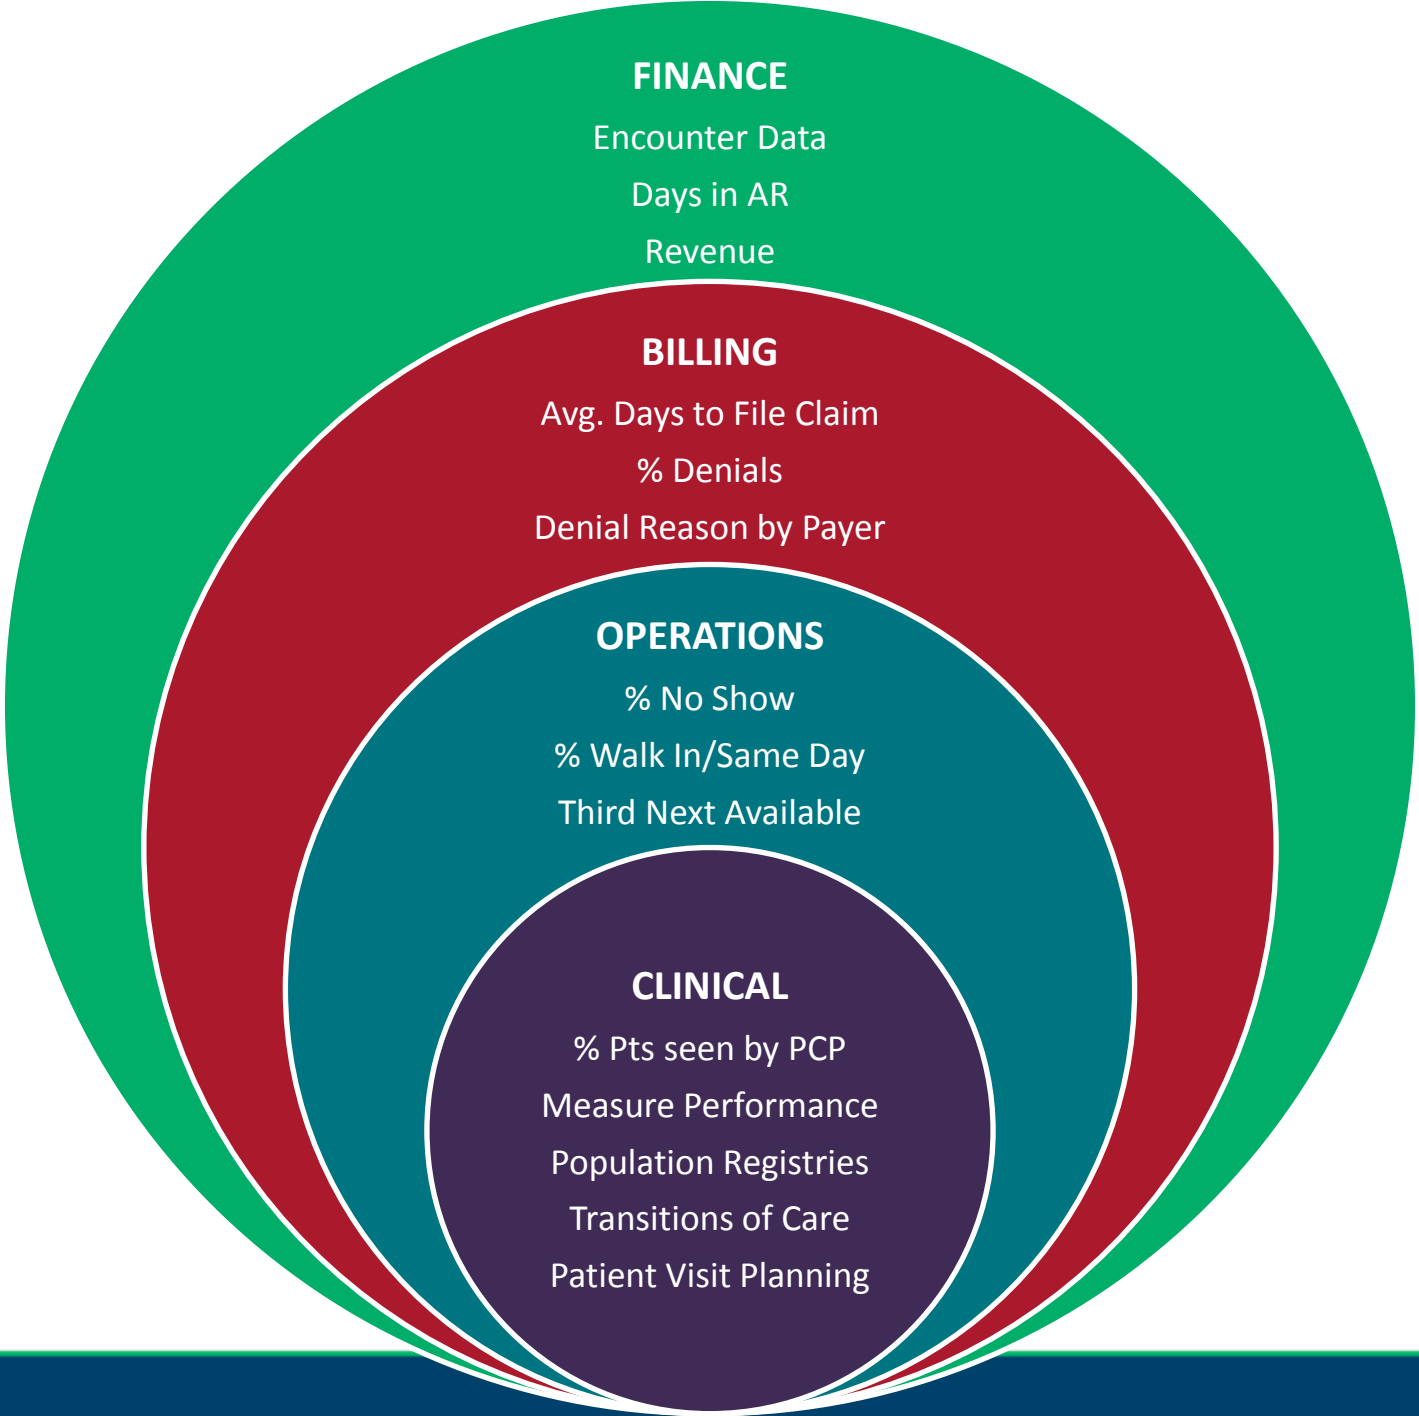 FINANCE
Encounter Data
Days in AR
Revenue
BILLING
Avg. Days to File Claim
% Denials
Denial Reason by Payer
OPERATIONS
% No Show
% Walk In/Same Day
Third Next Available
CLINICAL
% Pts seen by PCP
Measure Performance
Population Registries
Transitions of Care
Patient Visit Planning